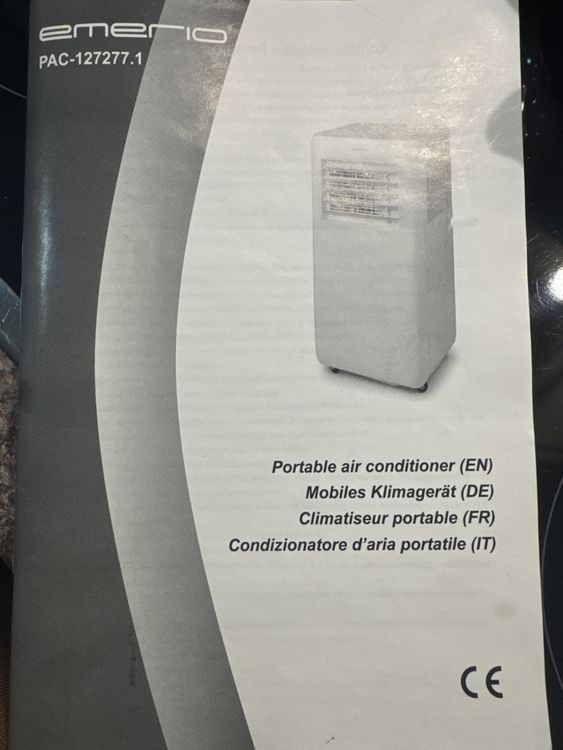 emerio
PAC-127277.1
Portable air conditioner (EN)
Mobiles Klimagerät (DE)
Climatiseur portable (FR)
Condizionatore d'aria portatile (IT)
CE